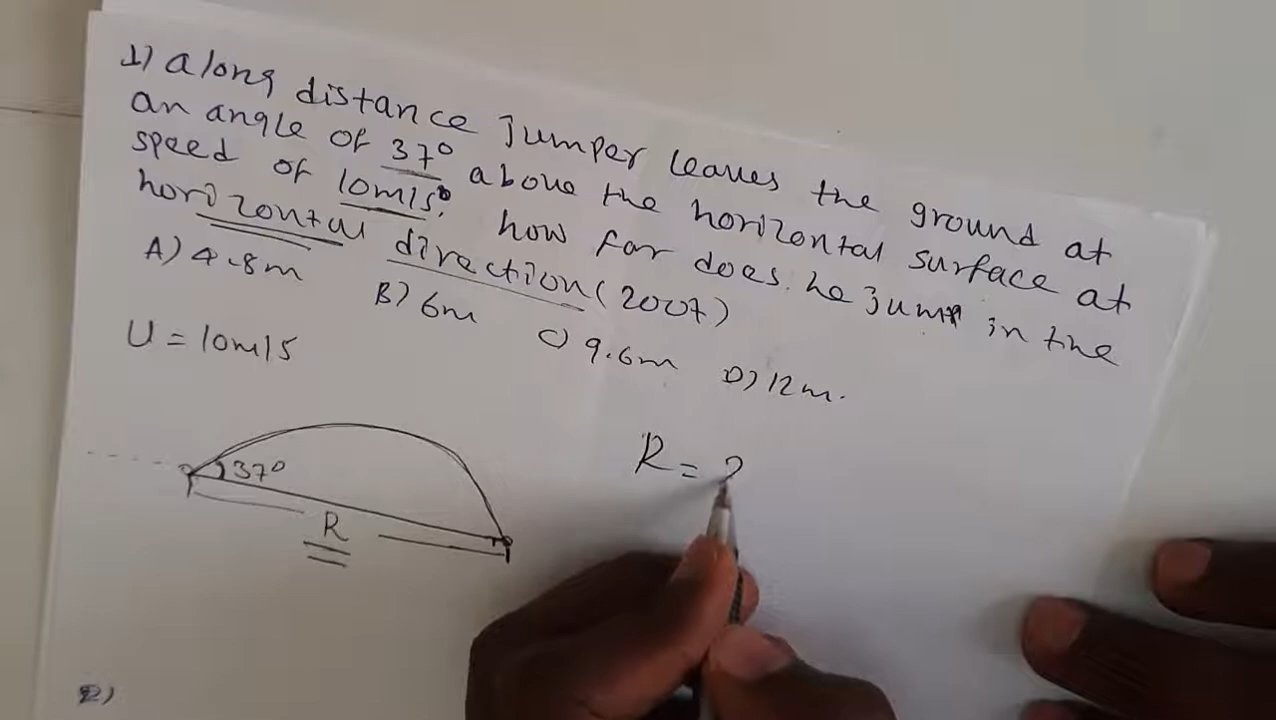 1) a long distance Jumper leaves the ground at
an angle of 37° above the horizontal surface at
speed of 10m/s. how far does he jump in the
horizontal direction (2007)
A) 4.8m B) 6m C) 9.6m D) 12m.
U = 10m/s
R = ?
37°
R
2)